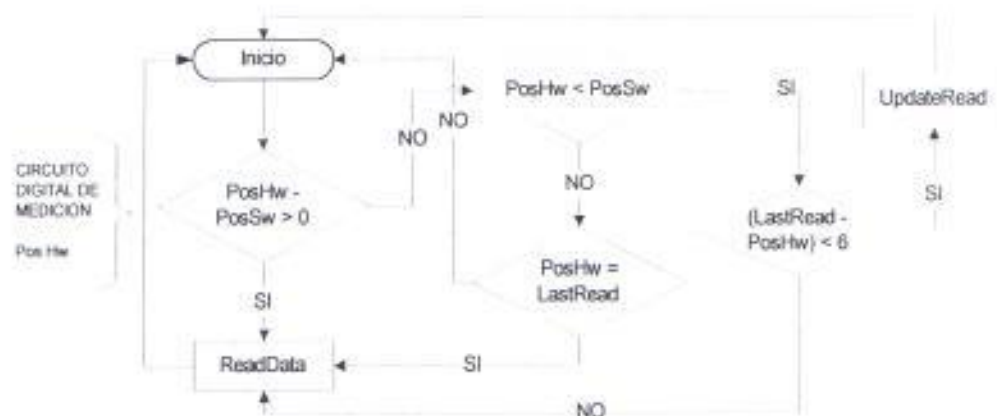 Inicio
CIRCUITO
DIGITAL DE
MEDICION
Pos Hw
PosHw -
PosSw > 0
SI
ReadData
NO
NO
PosHw < PosSw
NO
PosHw =
LastRead
SI
SI
(LastRead -
PosHw) < 6
NO
UpdateRead
SI